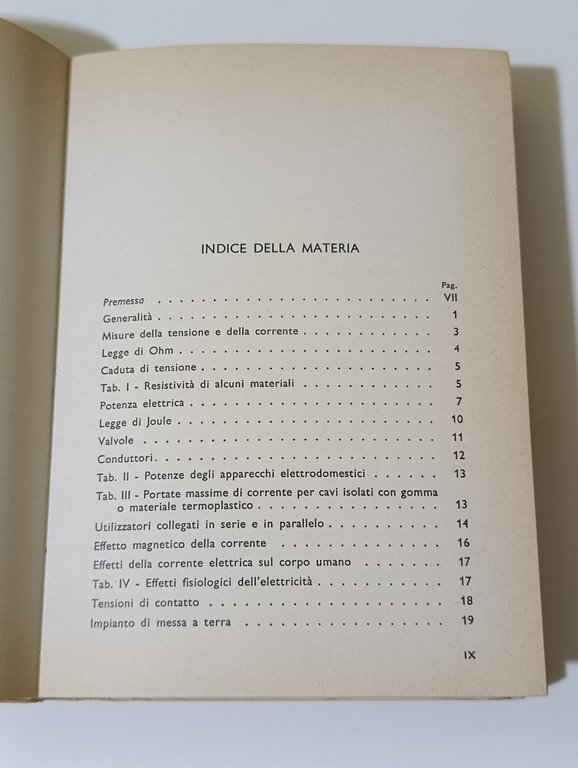 INDICE DELLA MATERIA
Pag.
Premessa . . . . . . . . . . . . . . . . . . . . . VII
Generalità . . . . . . . . . . . . . . . . . . . . . 1
Misure della tensione e della corrente . . . . . . . . . . 3
Legge di Ohm . . . . . . . . . . . . . . . . . . . . 4
Caduta di tensione . . . . . . . . . . . . . . . . . . 5
Tab. I - Resistività di alcuni materiali . . . . . . . . . . 5
Potenza elettrica . . . . . . . . . . . . . . . . . . . 7
Legge di Joule . . . . . . . . . . . . . . . . . . . . 10
Valvole . . . . . . . . . . . . . . . . . . . . . . . 11
Conduttori . . . . . . . . . . . . . . . . . . . . . 12
Tab. II - Potenze degli apparecchi elettrodomestici . . . . . . 13
Tab. III - Portate massime di corrente per cavi isolati con gomma
o materiale termoplastico . . . . . . . . . . . . . . 13
Utilizzatori collegati in serie e in parallelo . . . . . . . . 14
Effetto magnetico della corrente . . . . . . . . . . . . 16
Effetti della corrente elettrica sul corpo umano . . . . . . 17
Tab. IV - Effetti fisiologici dell'elettricità . . . . . . . . . 17
Tensioni di contatto . . . . . . . . . . . . . . . . . . 18
Impianto di messa a terra . . . . . . . . . . . . . . . 19
IX